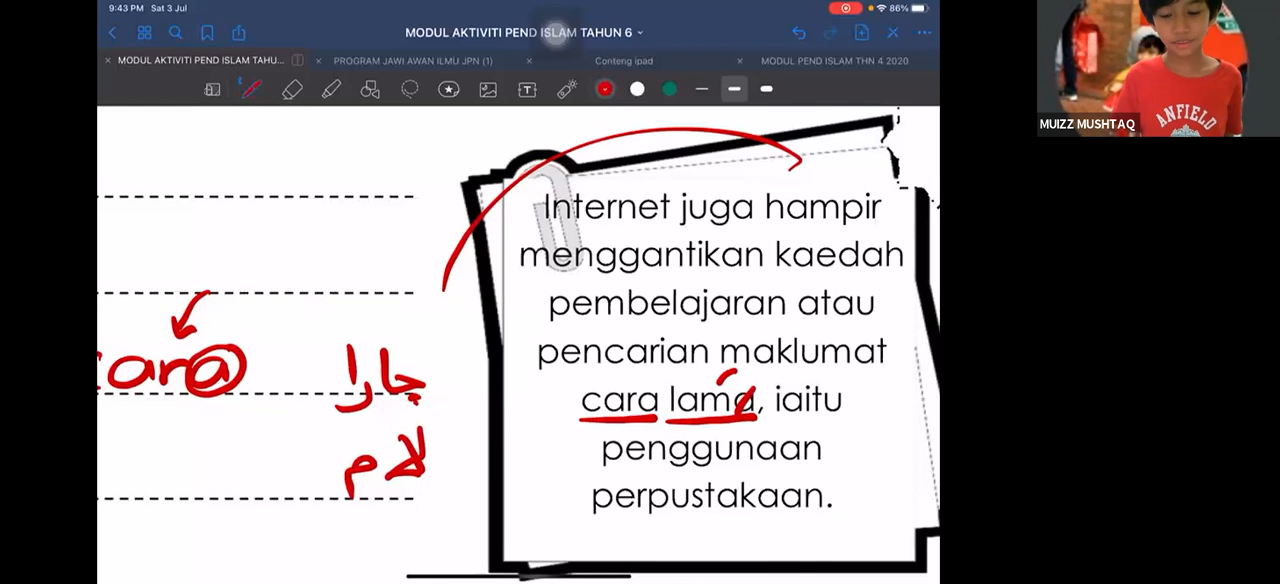 9:43 PM Sat 3 Jul
86%
MODUL AKTIVITI PEND ISLAM TAHUN 6
MODUL AKTIVITI PEND ISLAM TAHU...
PROGRAM JAWI AWAN ILMU JPN (1)
Conteng ipad
MODUL PEND ISLAM THN 4 2020
MUIZZ MUSHTAQ
ANFIELD
Internet juga hampir
menggantikan kaedah
pembelajaran atau
pencarian maklumat
cara lama, iaitu
penggunaan
perpustakaan.
cara
چارا
لام